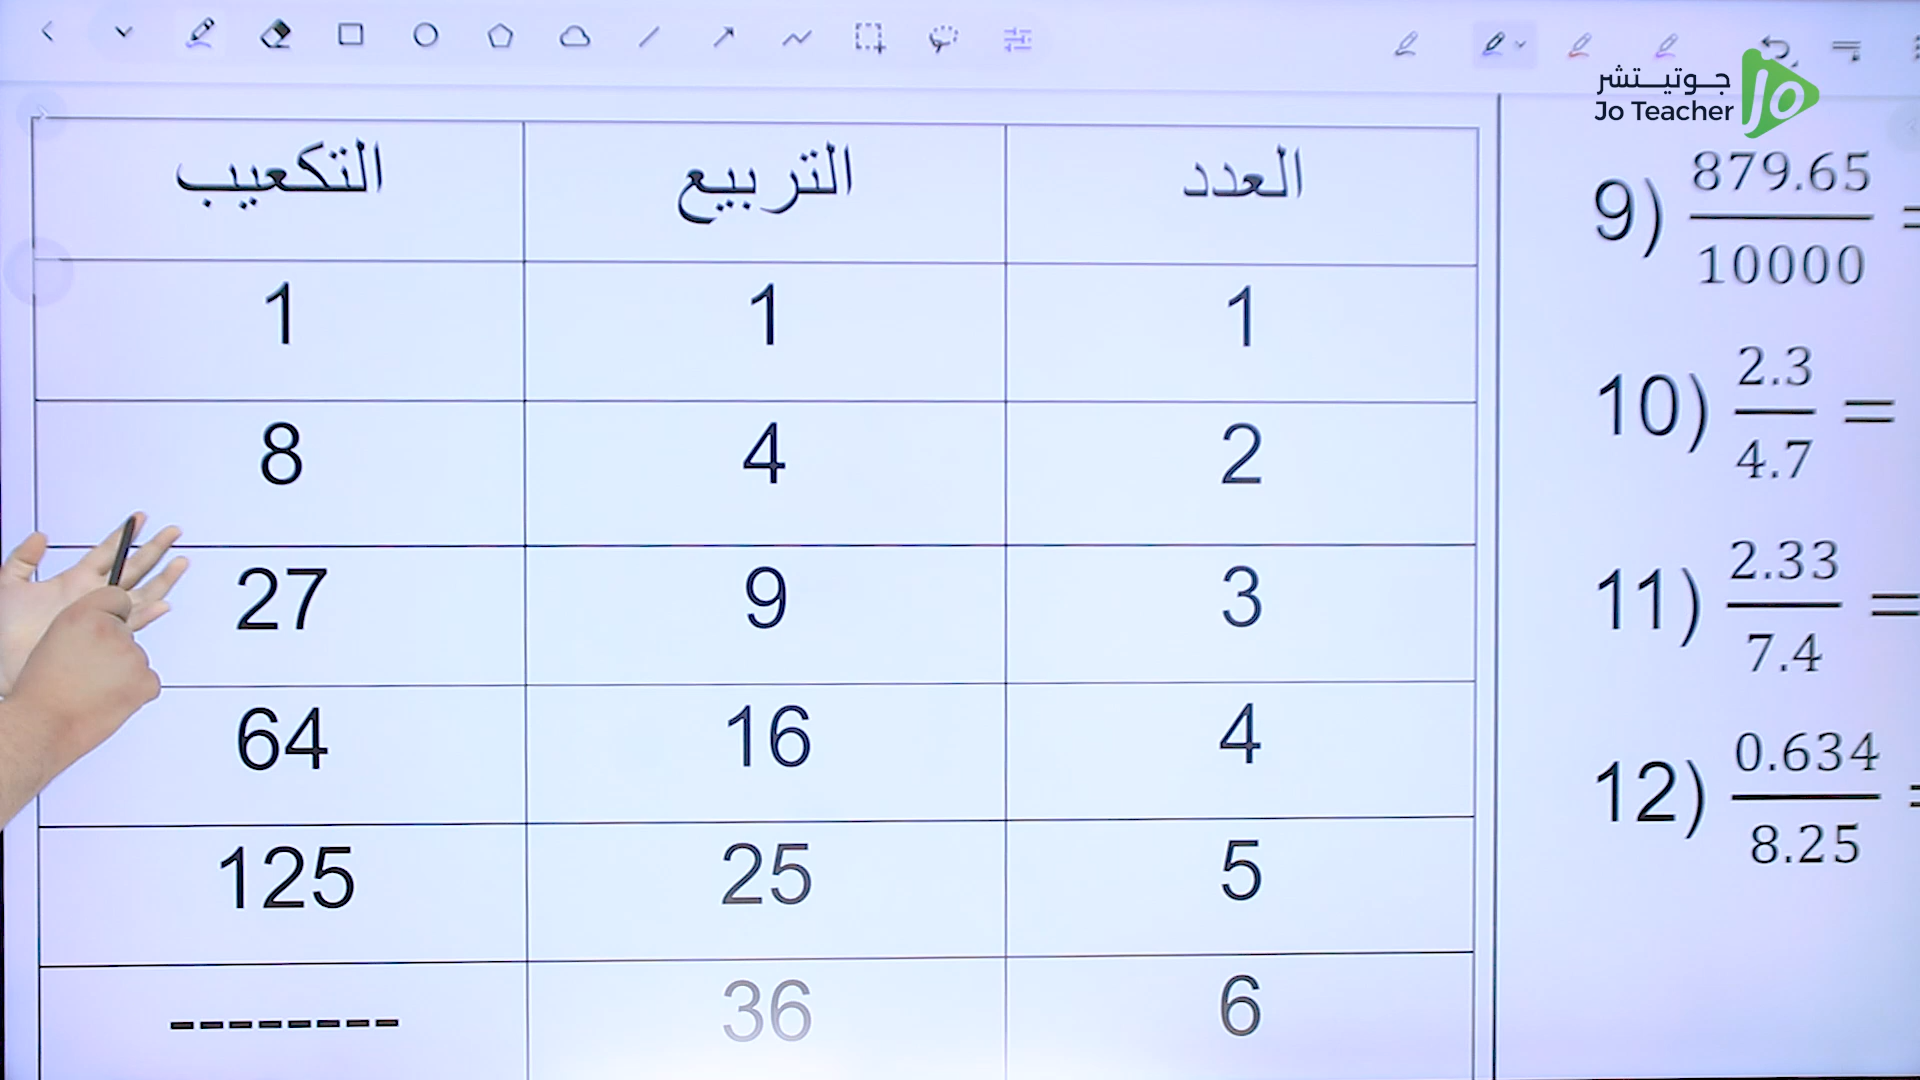 جوتيتشر
Jo Teacher
Jo
العدد التربيع التكعيب
1 1 1
2 4 8
3 9 27
4 16 64
5 25 125
6 36 --------
9) 879.65/10000 =
10) 2.3/4.7 =
11) 2.33/7.4 =
12) 0.634/8.25 =